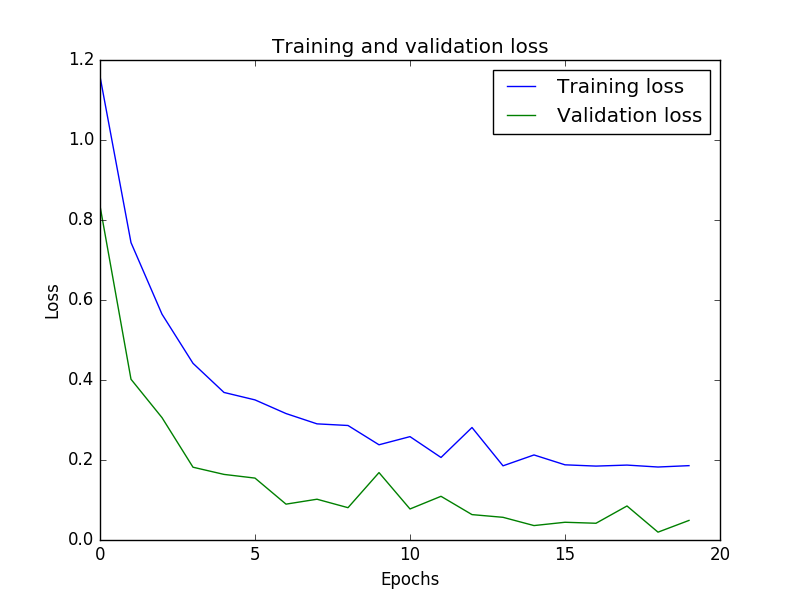 Training and validation loss
Training loss
Validation loss
1.2
1.0
0.8
0.6
0.4
0.2
0.0
Loss
0 5 10 15 20
Epochs